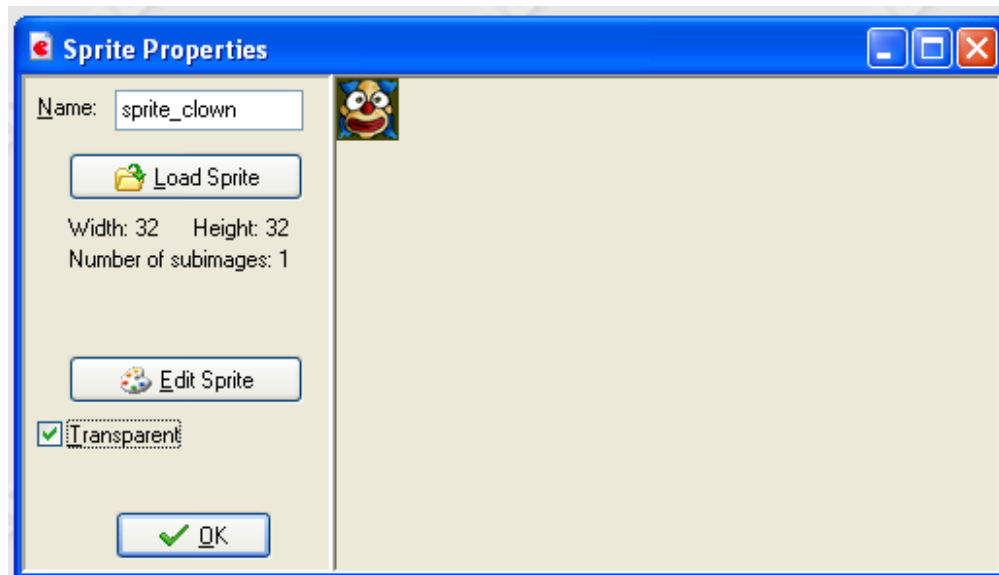 Sprite Properties
Name: sprite_clown
Load Sprite
Width: 32 Height: 32
Number of subimages: 1
Edit Sprite
Transparent
OK